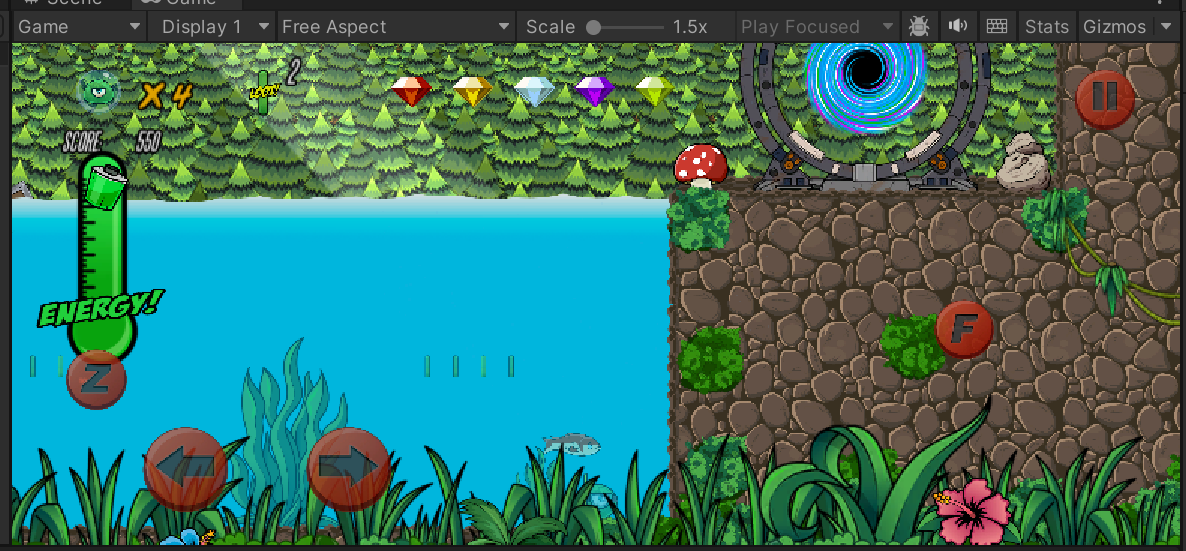 Scene Game
Game Display 1 Free Aspect Scale 1.5x Play Focused Stats Gizmos
X 4 2
SCORE: 550
ENERGY!
Z
F